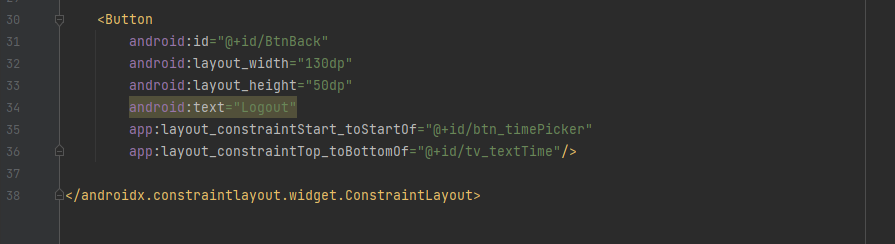 30 <Button
31 android:id="@+id/BtnBack"
32 android:layout_width="130dp"
33 android:layout_height="50dp"
34 android:text="Logout"
35 app:layout_constraintStart_toStartOf="@+id/btn_timePicker"
36 app:layout_constraintTop_toBottomOf="@+id/tv_textTime"/>
37
38 </androidx.constraintlayout.widget.ConstraintLayout>